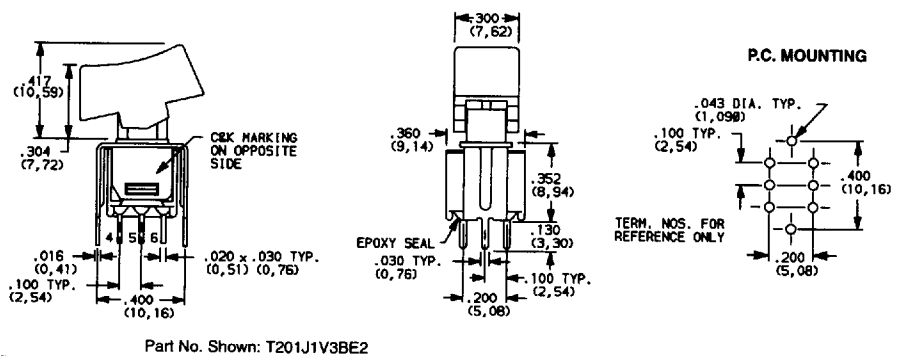 .417
(10,59)
.304
(7,72)
C&K MARKING
ON OPPOSITE
SIDE
4 5 6
.016
(0,41)
.020 x .030 TYP.
(0,51) (0,76)
.100 TYP.
(2,54)
.400
(10,16)
.300
(7,62)
.360
(9,14)
.352
(8,94)
EPOXY SEAL
.130
(3,30)
.030 TYP.
(0,76)
.100 TYP.
(2,54)
.200
(5,08)
P.C. MOUNTING
.043 DIA. TYP.
(1,090)
.100 TYP.
(2,54)
.400
(10,16)
TERM. NOS. FOR
REFERENCE ONLY
.200
(5,08)
Part No. Shown: T201J1V3BE2